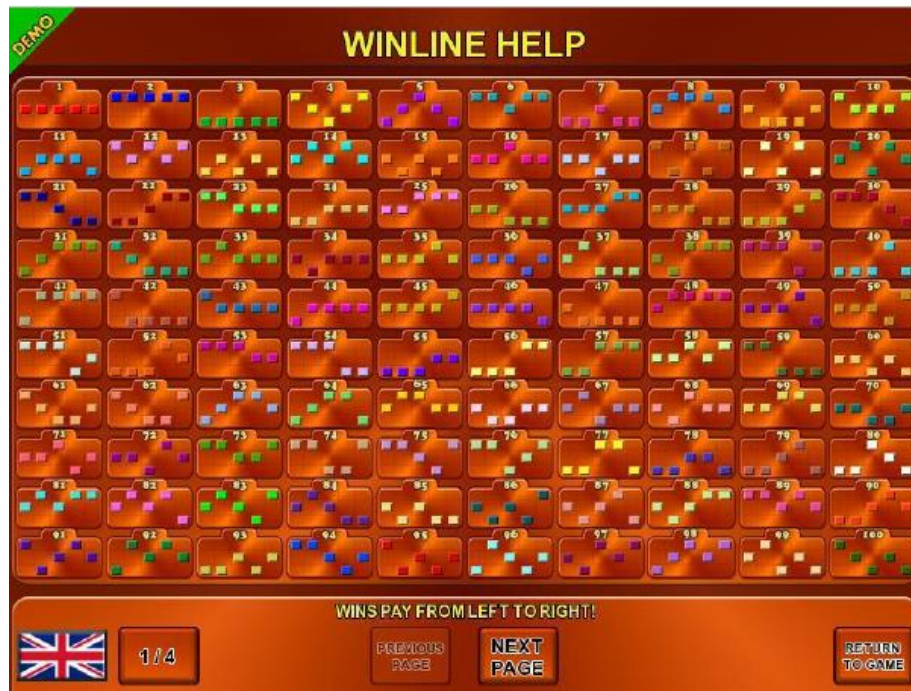 DEMO
WINLINE HELP
1 2 3 4 5 6 7 8 9 10
11 12 13 14 15 16 17 18 19 20
21 22 23 24 25 26 27 28 29 30
31 32 33 34 35 36 37 38 39 40
41 42 43 44 45 46 47 48 49 50
51 52 53 54 55 56 57 58 59 60
61 62 63 64 65 66 67 68 69 70
71 72 73 74 75 76 77 78 79 80
81 82 83 84 85 86 87 88 89 90
91 92 93 94 95 96 97 98 99 100
WINS PAY FROM LEFT TO RIGHT!
1/4
PREVIOUS
PAGE
NEXT
PAGE
RETURN
TO GAME